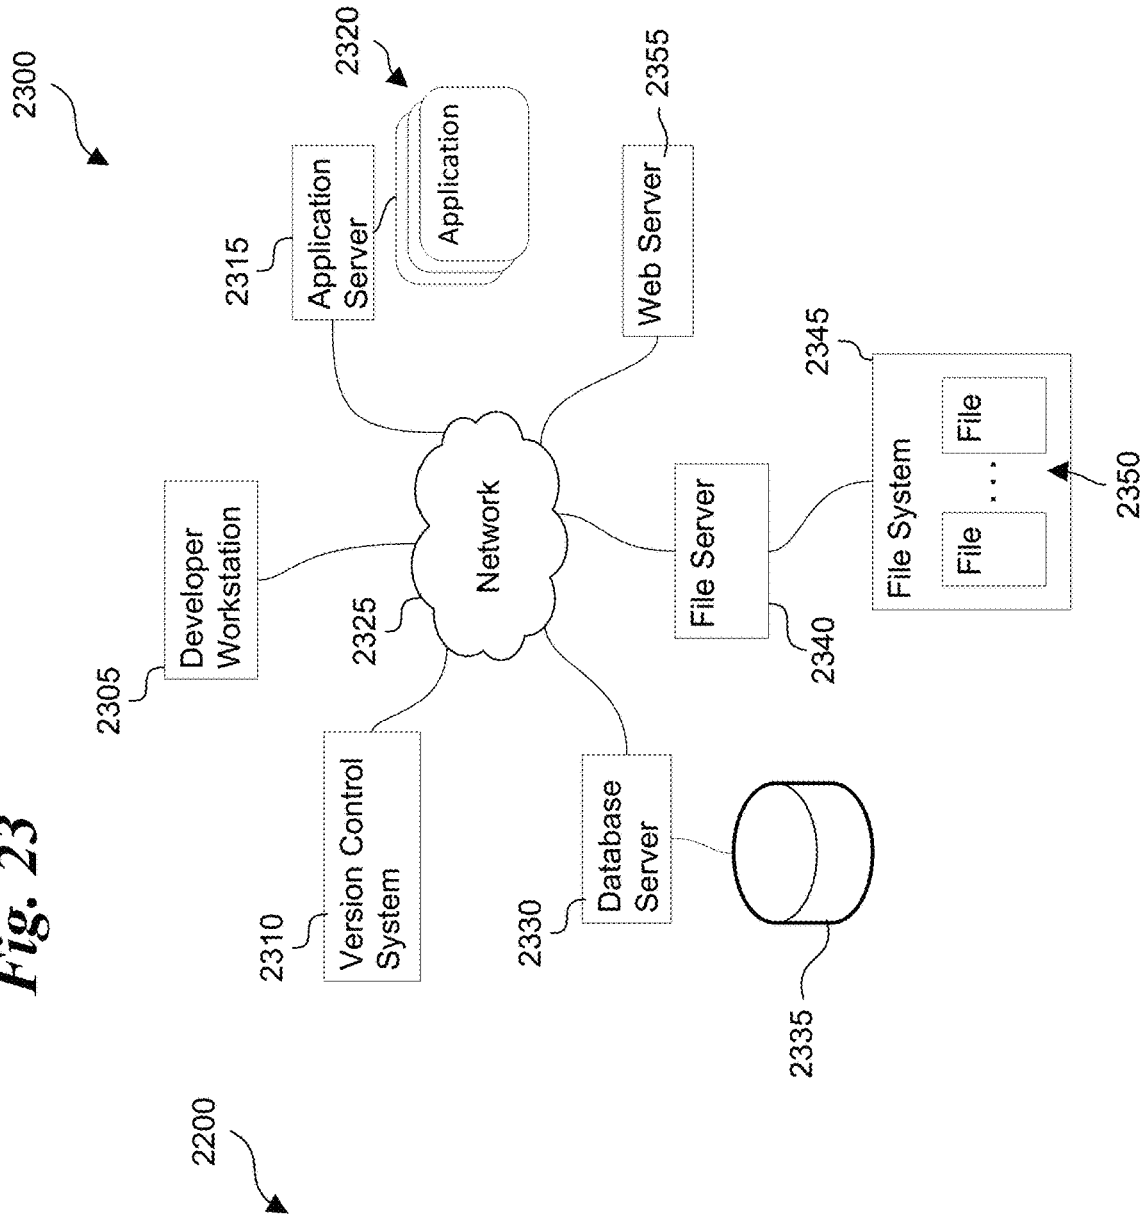 Fig. 23
2300
2200
2305
Developer
Workstation
2310
Version Control
System
2315
Application
Server
2320
Application
2325
Network
2330
Database
Server
2335
File Server
2340
Web Server
2355
2345
File System
File
. . .
File
2350